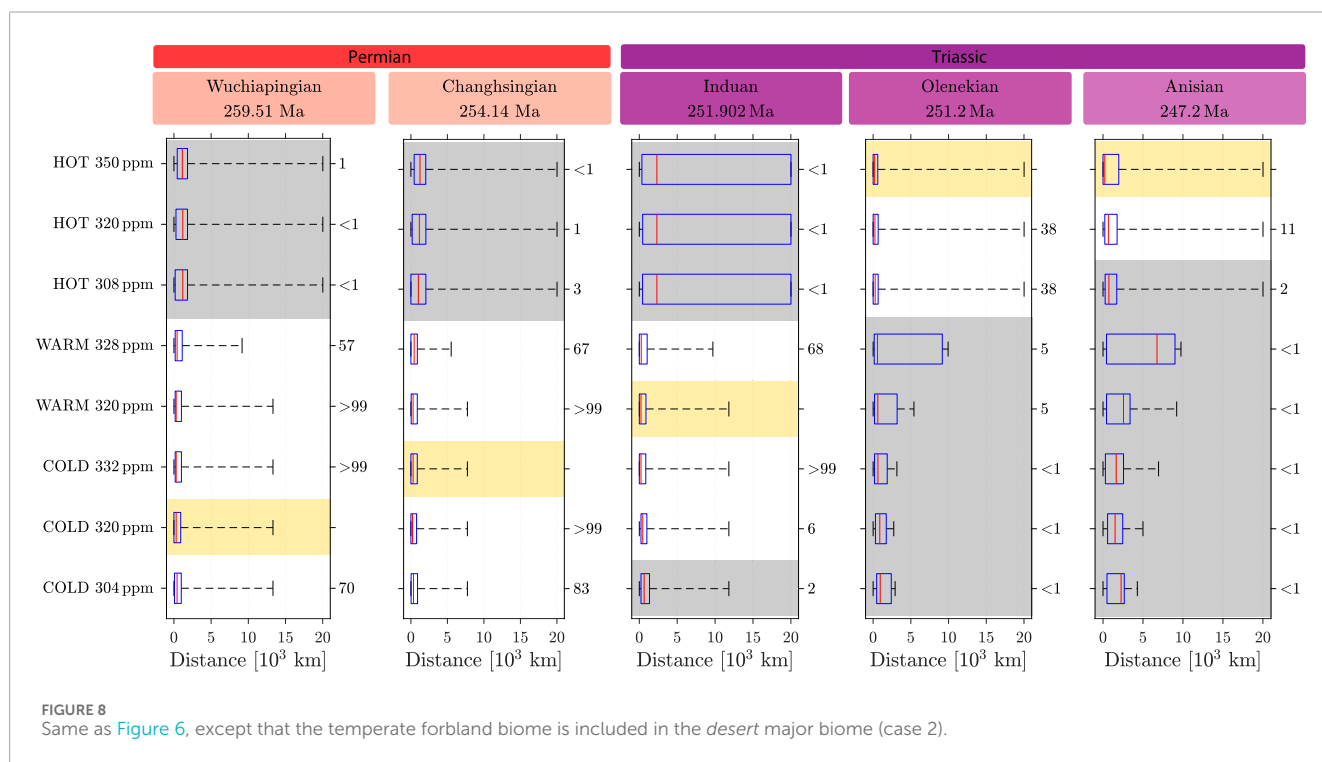 Permian
Triassic
Wuchiapingian
259.51 Ma
Changhsingian
254.14 Ma
Induan
251.902 Ma
Olenekian
251.2 Ma
Anisian
247.2 Ma
HOT 350 ppm
1
<1
<1
HOT 320 ppm
<1
1
<1
38
11
HOT 308 ppm
<1
3
<1
38
2
WARM 328 ppm
57
67
68
5
<1
WARM 320 ppm
>99
>99
5
<1
COLD 332 ppm
>99
>99
<1
<1
COLD 320 ppm
>99
6
<1
<1
COLD 304 ppm
70
83
2
<1
<1
0 5 10 15 20
0 5 10 15 20
0 5 10 15 20
0 5 10 15 20
0 5 10 15 20
Distance [10³ km]
Distance [10³ km]
Distance [10³ km]
Distance [10³ km]
Distance [10³ km]
FIGURE 8
Same as Figure 6, except that the temperate forbland biome is included in the desert major biome (case 2).